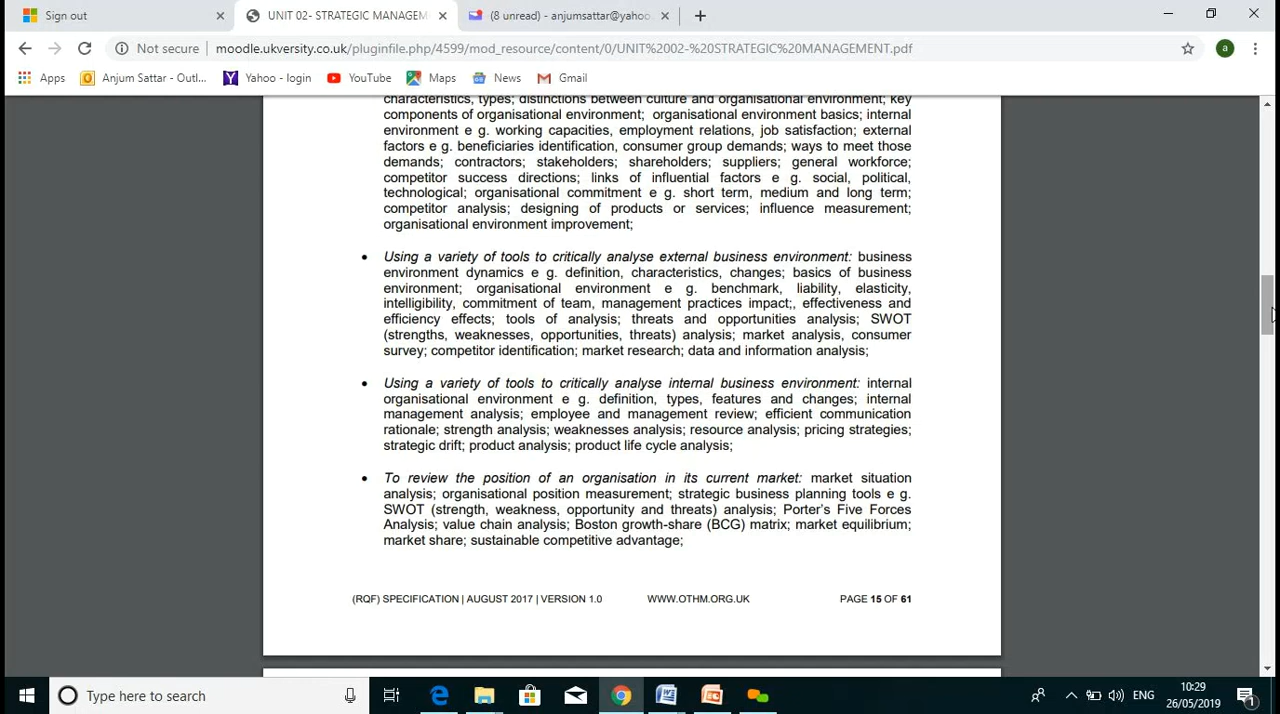 Sign out
UNIT 02- STRATEGIC MANAGEM
(8 unread) - anjumsattar@yahoo.
Not secure
moodle.ukversity.co.uk/pluginfile.php/4599/mod_resource/content/0/UNIT%2002-%20STRATEGIC%20MANAGEMENT.pdf
a
Apps
Anjum Sattar - Outl...
Yahoo - login
YouTube
Maps
News
Gmail
characteristics, types; distinctions between culture and organisational environment; key
components of organisational environment; organisational environment basics; internal
environment e g. working capacities, employment relations, job satisfaction; external
factors e g. beneficiaries identification, consumer group demands; ways to meet those
demands; contractors; stakeholders; shareholders; suppliers; general workforce;
competitor success directions; links of influential factors e g. social, political,
technological; organisational commitment e g. short term, medium and long term;
competitor analysis; designing of products or services; influence measurement;
organisational environment improvement;
• Using a variety of tools to critically analyse external business environment: business
environment dynamics e g. definition, characteristics, changes; basics of business
environment; organisational environment e g. benchmark, liability, elasticity,
intelligibility, commitment of team, management practices impact;, effectiveness and
efficiency effects; tools of analysis; threats and opportunities analysis; SWOT
(strengths, weaknesses, opportunities, threats) analysis; market analysis, consumer
survey; competitor identification; market research; data and information analysis;
• Using a variety of tools to critically analyse internal business environment: internal
organisational environment e g. definition, types, features and changes; internal
management analysis; employee and management review; efficient communication
rationale; strength analysis; weaknesses analysis; resource analysis; pricing strategies;
strategic drift; product analysis; product life cycle analysis;
• To review the position of an organisation in its current market: market situation
analysis; organisational position measurement; strategic business planning tools e g.
SWOT (strength, weakness, opportunity and threats) analysis; Porter's Five Forces
Analysis; value chain analysis; Boston growth-share (BCG) matrix; market equilibrium;
market share; sustainable competitive advantage;
(RQF) SPECIFICATION | AUGUST 2017 | VERSION 1.0
WWW.OTHM.ORG.UK
PAGE 15 OF 61
Type here to search
ENG
10:29
26/05/2019
1